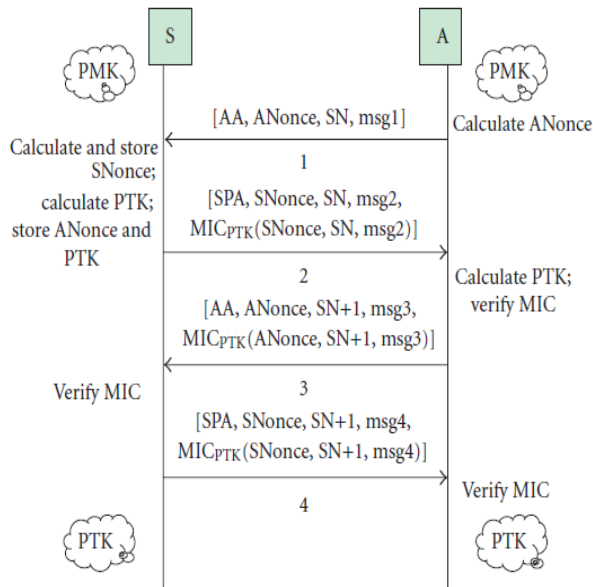 S
A
PMK
PMK
[AA, ANonce, SN, msg1]
Calculate ANonce
Calculate and store
SNonce;
calculate PTK;
store ANonce and
PTK
1
[SPA, SNonce, SN, msg2,
MIC_PTK(SNonce, SN, msg2)]
2
Calculate PTK;
verify MIC
[AA, ANonce, SN+1, msg3,
MIC_PTK(ANonce, SN+1, msg3)]
Verify MIC
3
[SPA, SNonce, SN+1, msg4,
MIC_PTK(SNonce, SN+1, msg4)]
Verify MIC
4
PTK
PTK